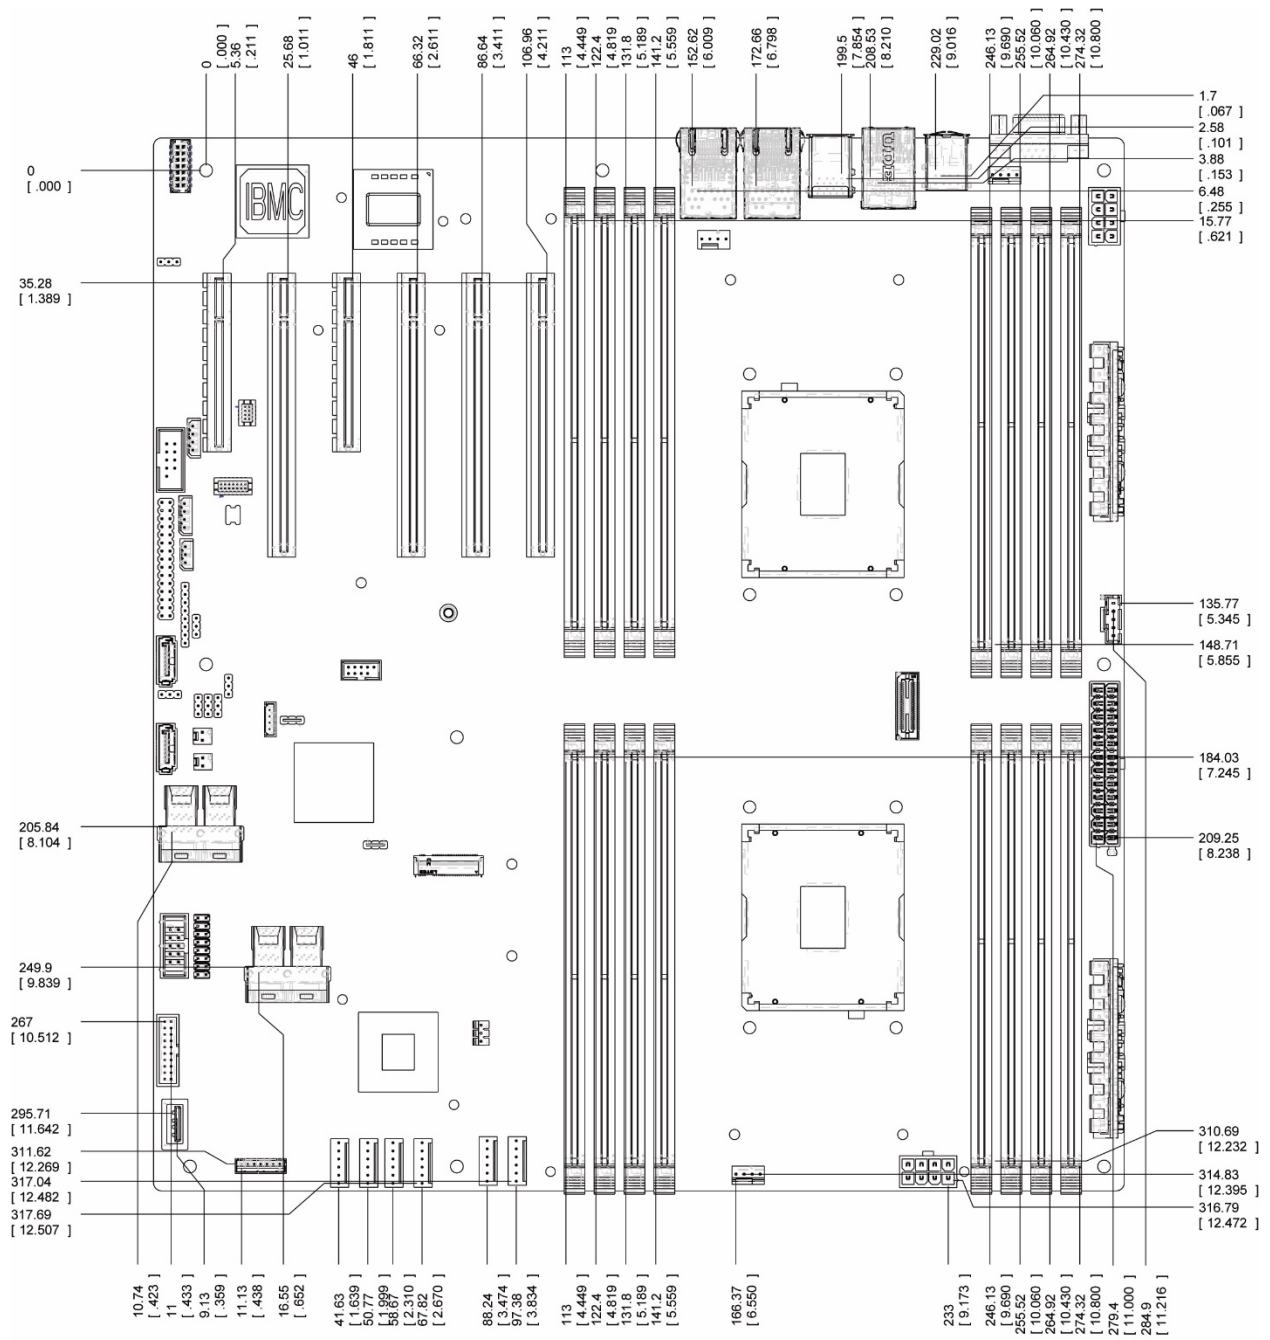 0
[ .000 ]
5.36
[ .211 ]
25.68
[ 1.011 ]
46
[ 1.811 ]
66.32
[ 2.611 ]
86.64
[ 3.411 ]
106.96
[ 4.211 ]
113
[ 4.449 ]
122.4
[ 4.819 ]
131.8
[ 5.189 ]
141.2
[ 5.559 ]
152.62
[ 6.009 ]
172.66
[ 6.798 ]
199.5
[ 7.854 ]
208.53
[ 8.210 ]
229.02
[ 9.016 ]
246.13
[ 9.690 ]
255.52
[ 10.060 ]
264.92
[ 10.430 ]
274.32
[ 10.800 ]
1.7
[ .067 ]
2.58
[ .101 ]
3.88
[ .153 ]
6.48
[ .255 ]
15.77
[ .621 ]
0
[ .000 ]
IBMC
35.28
[ 1.389 ]
135.77
[ 5.345 ]
148.71
[ 5.855 ]
184.03
[ 7.245 ]
205.84
[ 8.104 ]
209.25
[ 8.238 ]
249.9
[ 9.839 ]
267
[ 10.512 ]
295.71
[ 11.642 ]
311.62
[ 12.269 ]
317.04
[ 12.482 ]
317.69
[ 12.507 ]
310.69
[ 12.232 ]
314.83
[ 12.395 ]
316.79
[ 12.472 ]
10.74
[ .423 ]
11
[ .433 ]
9.13
[ .359 ]
11.13
[ .438 ]
16.55
[ .652 ]
41.63
[ 1.639 ]
50.77
[ 1.999 ]
58.67
[ 2.310 ]
67.82
[ 2.670 ]
88.24
[ 3.474 ]
97.38
[ 3.834 ]
113
[ 4.449 ]
122.4
[ 4.819 ]
131.8
[ 5.189 ]
141.2
[ 5.559 ]
166.37
[ 6.550 ]
233
[ 9.173 ]
246.13
[ 9.690 ]
255.52
[ 10.060 ]
264.92
[ 10.430 ]
274.32
[ 10.800 ]
279.4
[ 11.000 ]
284.9
[ 11.216 ]